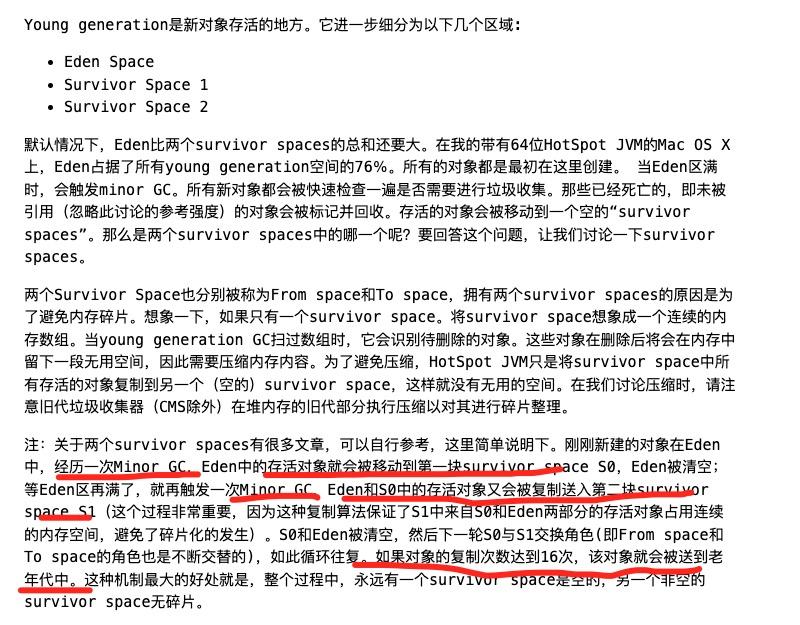 Young generation是新对象存活的地方。它进一步细分为以下几个区域:
• Eden Space
• Survivor Space 1
• Survivor Space 2
默认情况下，Eden比两个survivor spaces的总和还要大。在我的带有64位HotSpot JVM的Mac OS X
上，Eden占据了所有young generation空间的76%。所有的对象都是最初在这里创建。 当Eden区满
时，会触发minor GC。所有新对象都会被快速检查一遍是否需要进行垃圾收集。那些已经死亡的，即未被
引用（忽略此讨论的参考强度）的对象会被标记并回收。存活的对象会被移动到一个空的“survivor
spaces”。那么是两个survivor spaces中的哪一个呢？要回答这个问题，让我们讨论一下survivor
spaces。
两个Survivor Space也分别被称为From space和To space，拥有两个survivor spaces的原因是为
了避免内存碎片。想象一下，如果只有一个survivor space。将survivor space想象成一个连续的内
存数组。当young generation GC扫过数组时，它会识别待删除的对象。这些对象在删除后将会在内存中
留下一段无用空间，因此需要压缩内存内容。为了避免压缩，HotSpot JVM只是将survivor space中所
有存活的对象复制到另一个（空的）survivor space，这样就没有无用的空间。在我们讨论压缩时，请注
意旧代垃圾收集器（CMS除外）在堆内存的旧代部分执行压缩以对其进行碎片整理。
注：关于两个survivor spaces有很多文章，可以自行参考，这里简单说明下。刚刚新建的对象在Eden
中，经历一次Minor GC，Eden中的存活对象就会被移动到第一块survivor space S0，Eden被清空；
等Eden区再满了，就再触发一次Minor GC，Eden和S0中的存活对象又会被复制送入第二块survivor
space S1（这个过程非常重要，因为这种复制算法保证了S1中来自S0和Eden两部分的存活对象占用连续
的内存空间，避免了碎片化的发生）。S0和Eden被清空，然后下一轮S0与S1交换角色(即From space和
To space的角色也是不断交替的)，如此循环往复。如果对象的复制次数达到16次，该对象就会被送到老
年代中。这种机制最大的好处就是，整个过程中，永远有一个survivor space是空的，另一个非空的
survivor space无碎片。